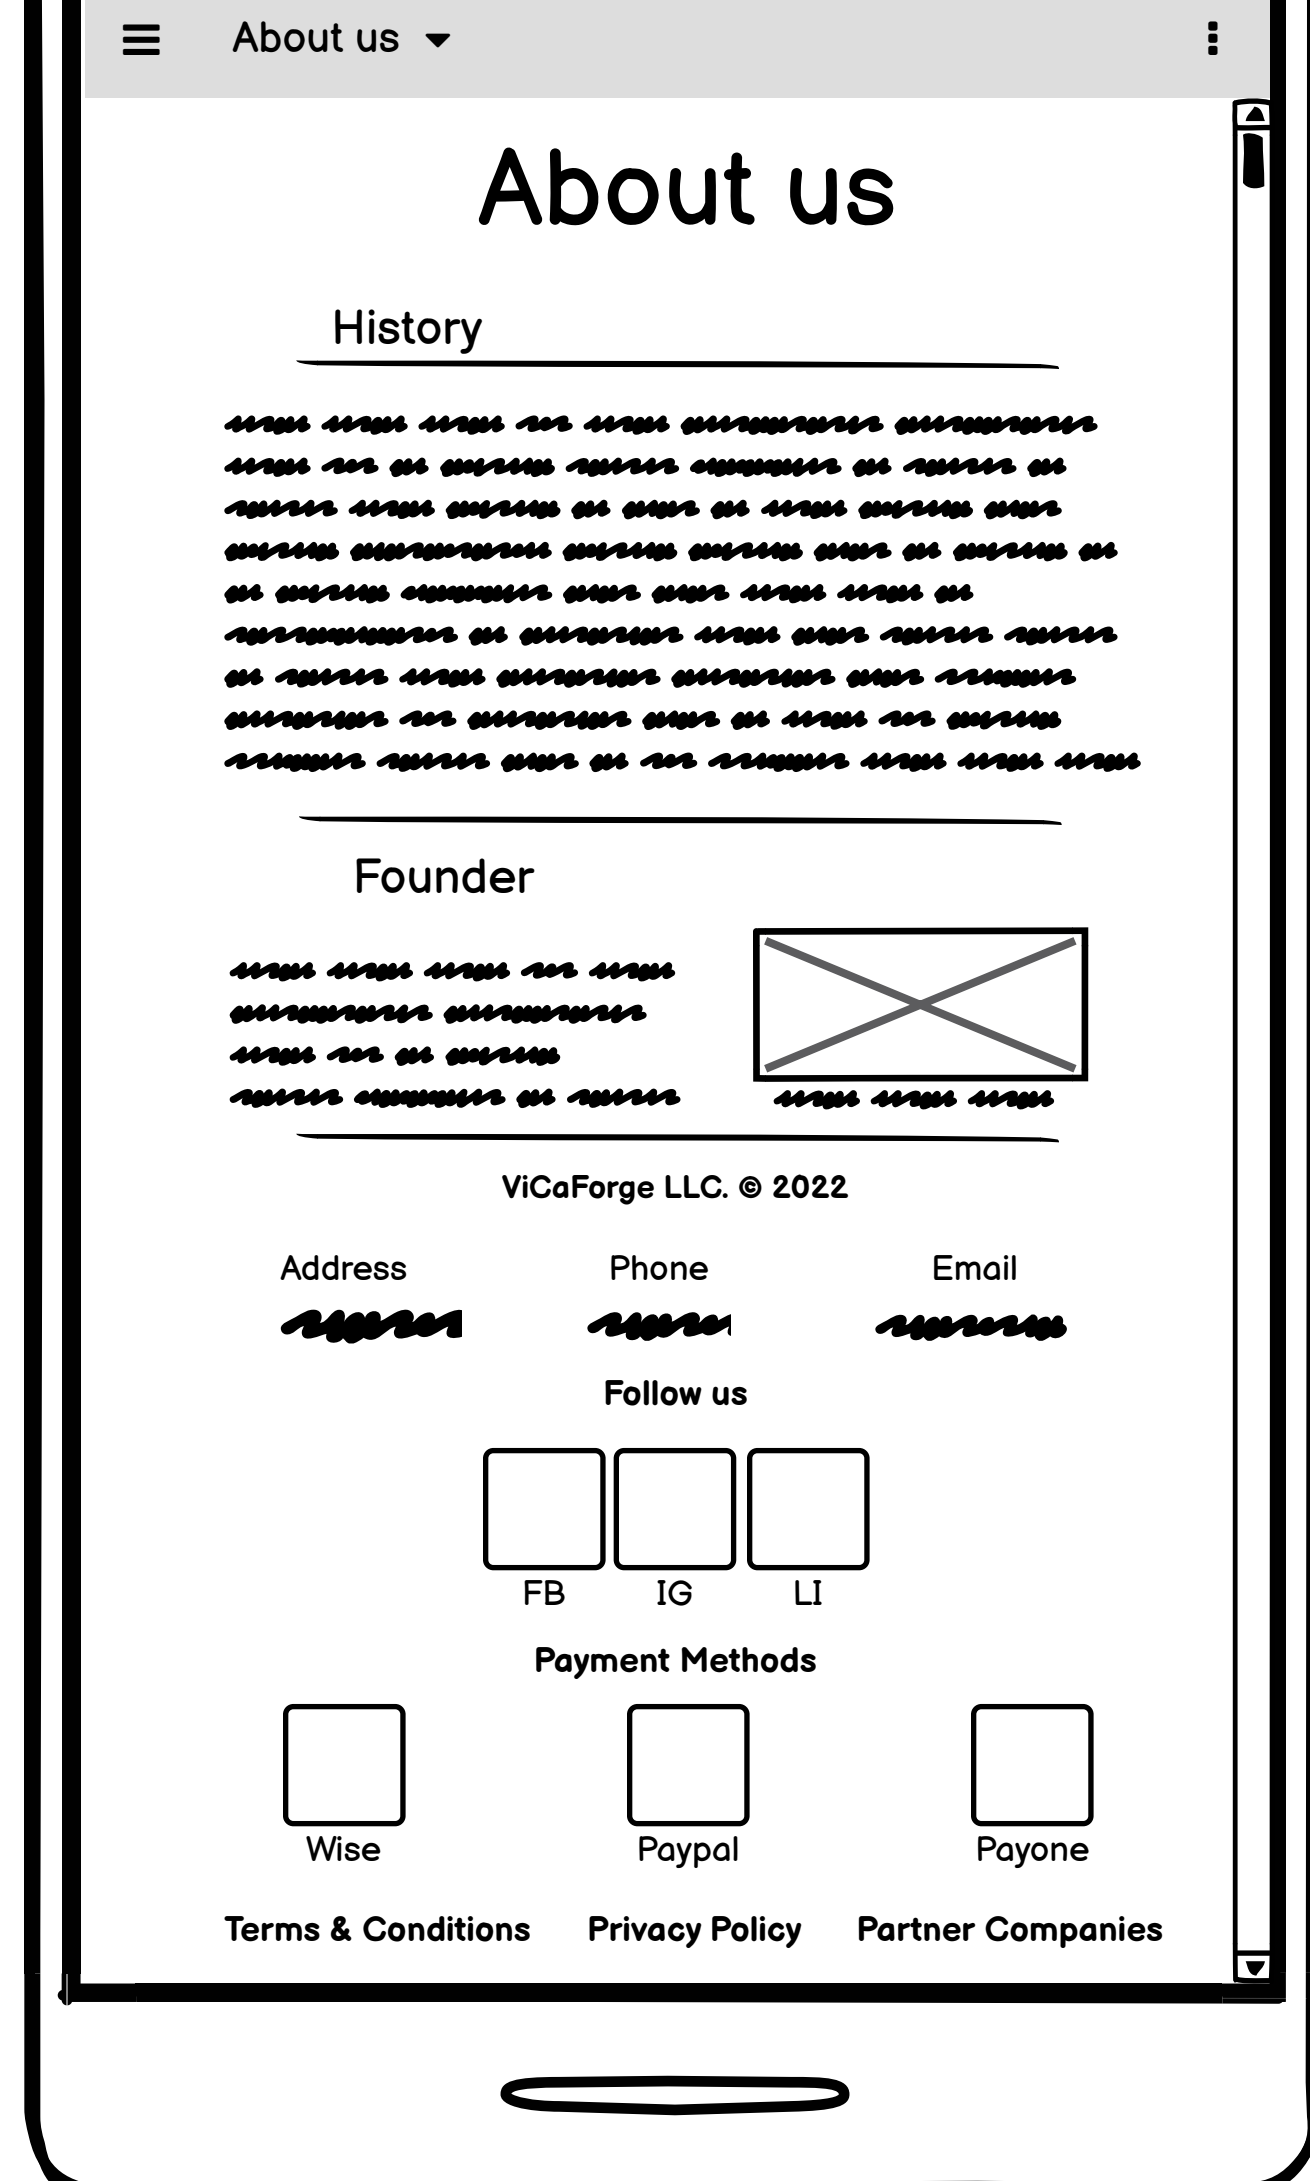 About us
About us
History
Founder
ViCaForge LLC. © 2022
Address Phone Email
Follow us
FB IG LI
Payment Methods
Wise Paypal Payone
Terms & Conditions Privacy Policy Partner Companies